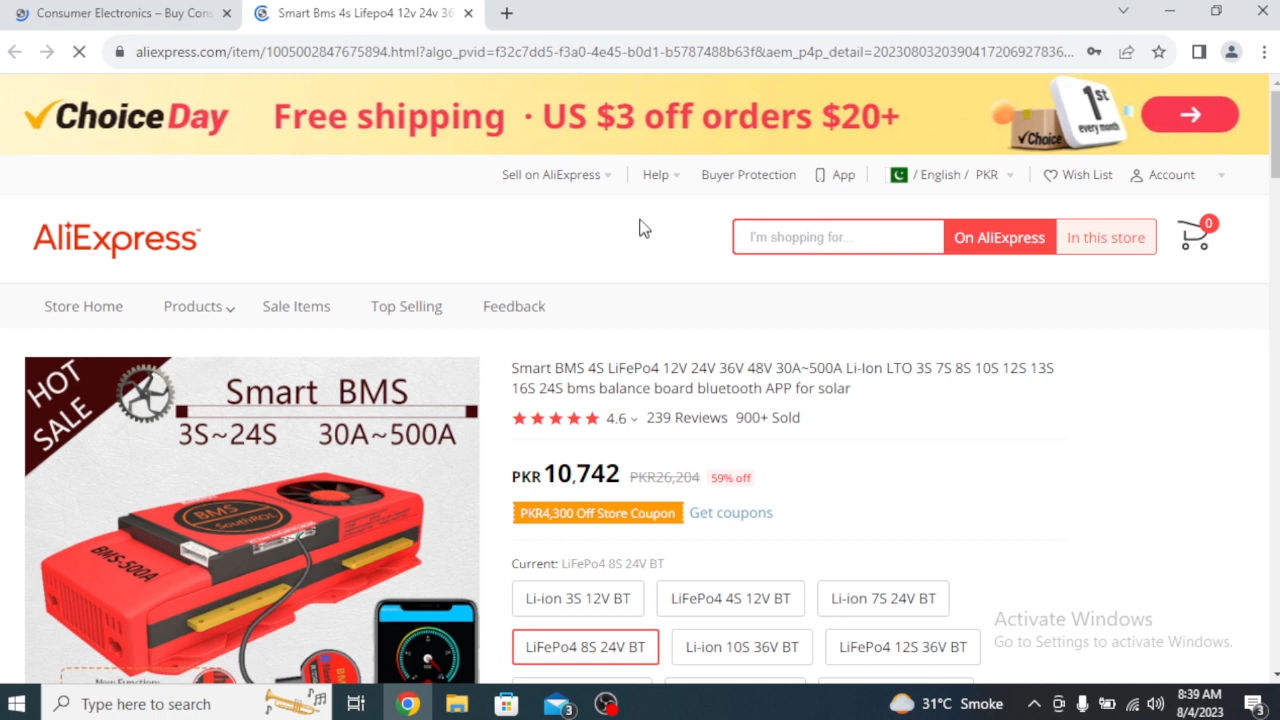 Consumer Electronics – Buy Cons
Smart Bms 4s Lifepo4 12v 24v 36
aliexpress.com/item/1005002847675894.html?algo_pvid=f32c7dd5-f3a0-4e45-b0d1-b5787488b63f&aem_p4p_detail=2023080320390417206927836...
ChoiceDay
Free shipping · US $3 off orders $20+
1st
every month
Choice
Sell on AliExpress
Help
Buyer Protection
App
/ English / PKR
Wish List
Account
AliExpress
I'm shopping for...
On AliExpress
In this store
0
Store Home
Products
Sale Items
Top Selling
Feedback
HOT
SALE
Smart BMS
3S~24S 30A~500A
BMS
SouthROL
BMS-500A
New Function:
Smart BMS 4S LiFePo4 12V 24V 36V 48V 30A~500A Li-Ion LTO 3S 7S 8S 10S 12S 13S
16S 24S bms balance board bluetooth APP for solar
4.6 239 Reviews 900+ Sold
PKR 10,742 PKR26,204 59% off
PKR4,300 Off Store Coupon Get coupons
Current: LiFePo4 8S 24V BT
Li-ion 3S 12V BT
LiFePo4 4S 12V BT
Li-ion 7S 24V BT
LiFePo4 8S 24V BT
Li-ion 10S 36V BT
LiFePo4 12S 36V BT
Activate Windows
Go to Settings to activate Windows.
Type here to search
3
31°C Smoke
8:39 AM
8/4/2023
3